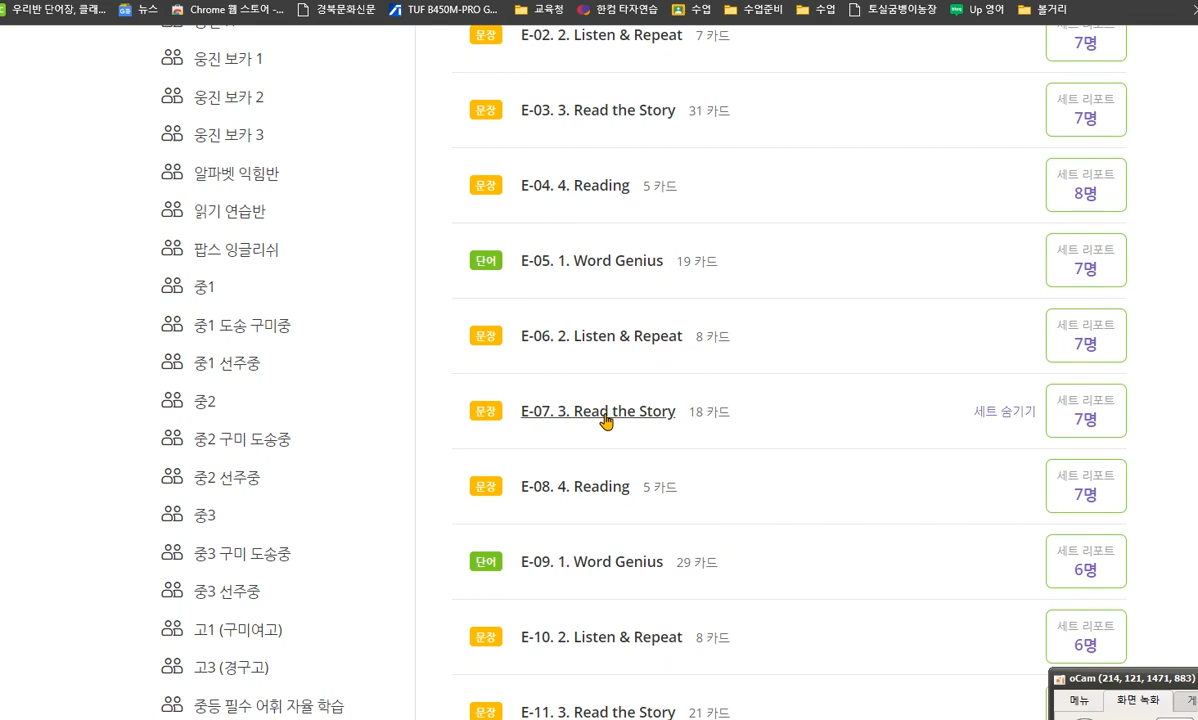 우리반 단어장, 클래... 뉴스 Chrome 웹 스토어 -... 경북문화신문 TUF B450M-PRO G... 교육청 한컴 타자연습 수업 수업준비 수업 토실굼벵이농장 Up 영어 볼거리
웅진 보카 1
웅진 보카 2
웅진 보카 3
알파벳 익힘반
읽기 연습반
팝스 잉글리쉬
중1
중1 도송 구미중
중1 선주중
중2
중2 구미 도송중
중2 선주중
중3
중3 구미 도송중
중3 선주중
고1 (구미여고)
고3 (경구고)
중등 필수 어휘 자율 학습
문장 E-02. 2. Listen & Repeat 7 카드
7명
문장 E-03. 3. Read the Story 31 카드
세트 리포트
7명
문장 E-04. 4. Reading 5 카드
세트 리포트
8명
단어 E-05. 1. Word Genius 19 카드
세트 리포트
7명
문장 E-06. 2. Listen & Repeat 8 카드
세트 리포트
7명
문장 E-07. 3. Read the Story 18 카드 세트 숨기기
세트 리포트
7명
문장 E-08. 4. Reading 5 카드
세트 리포트
7명
단어 E-09. 1. Word Genius 29 카드
세트 리포트
6명
문장 E-10. 2. Listen & Repeat 8 카드
세트 리포트
6명
문장 E-11. 3. Read the Story 21 카드
oCam (214, 121, 1471, 883)
메뉴 화면 녹화